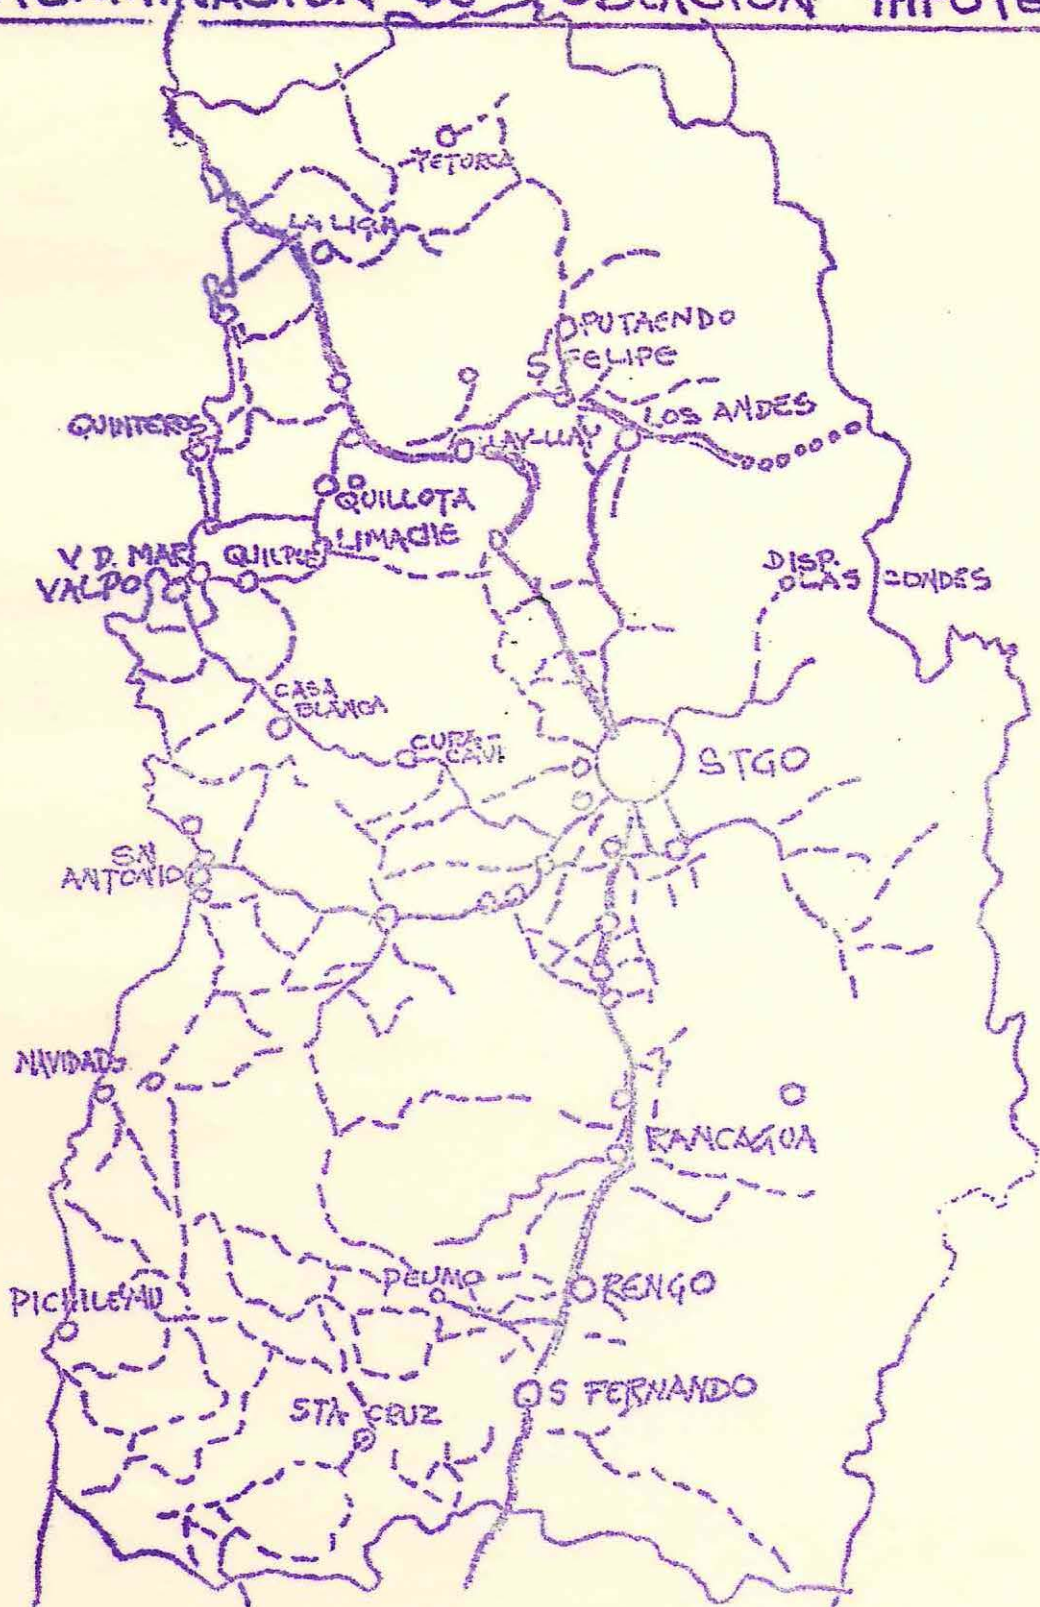 PETORCA
LA LIGA
PUTAENDO
S FELIPE
LOS ANDES
QUINTEROS
LLAY-LLAY
QUILLOTA
LIMACHE
V D. MAR
QUILPUE
VALPO
DISP.
LAS CONDES
CASA
BLANCA
CURA-
CAVI
STGO
SN
ANTONIO
NAVIDAD
RANCAGUA
PEUMO
RENGO
PICHILEMU
S FERNANDO
STA CRUZ